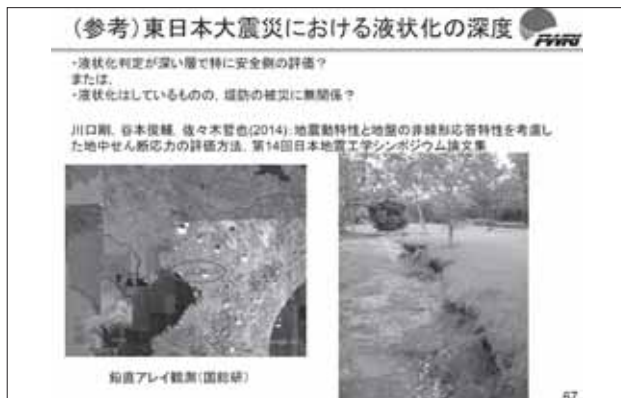 (参考)東日本大震災における液状化の深度
PWRI
・液状化判定が深い層で特に安全側の評価?
または,
・液状化はしているものの,堤防の被災に無関係?
川口剛,谷本俊輔,佐々木哲也(2014):地震動特性と地盤の非線形応答特性を考慮し
た地中せん断応力の評価方法,第14回日本地震工学シンポジウム論文集
鉛直アレイ観測(国総研)
67